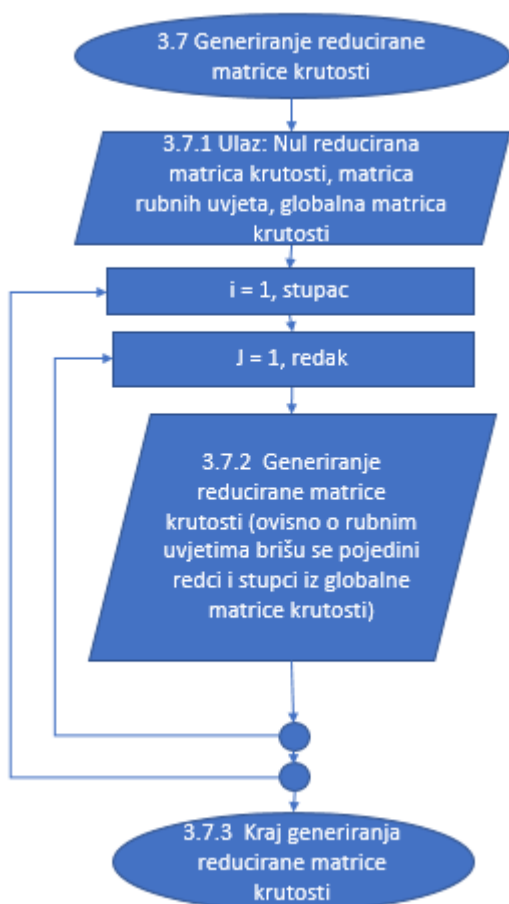 3.7 Generiranje reducirane
matrice krutosti
3.7.1 Ulaz: Nul reducirana
matrica krutosti, matrica
rubnih uvjeta, globalna matrica
krutosti
i = 1, stupac
J = 1, redak
3.7.2 Generiranje
reducirane matrice
krutosti (ovisno o rubnim
uvjetima brišu se pojedini
redci i stupci iz globalne
matrice krutosti)
3.7.3 Kraj generiranja
reducirane matrice
krutosti